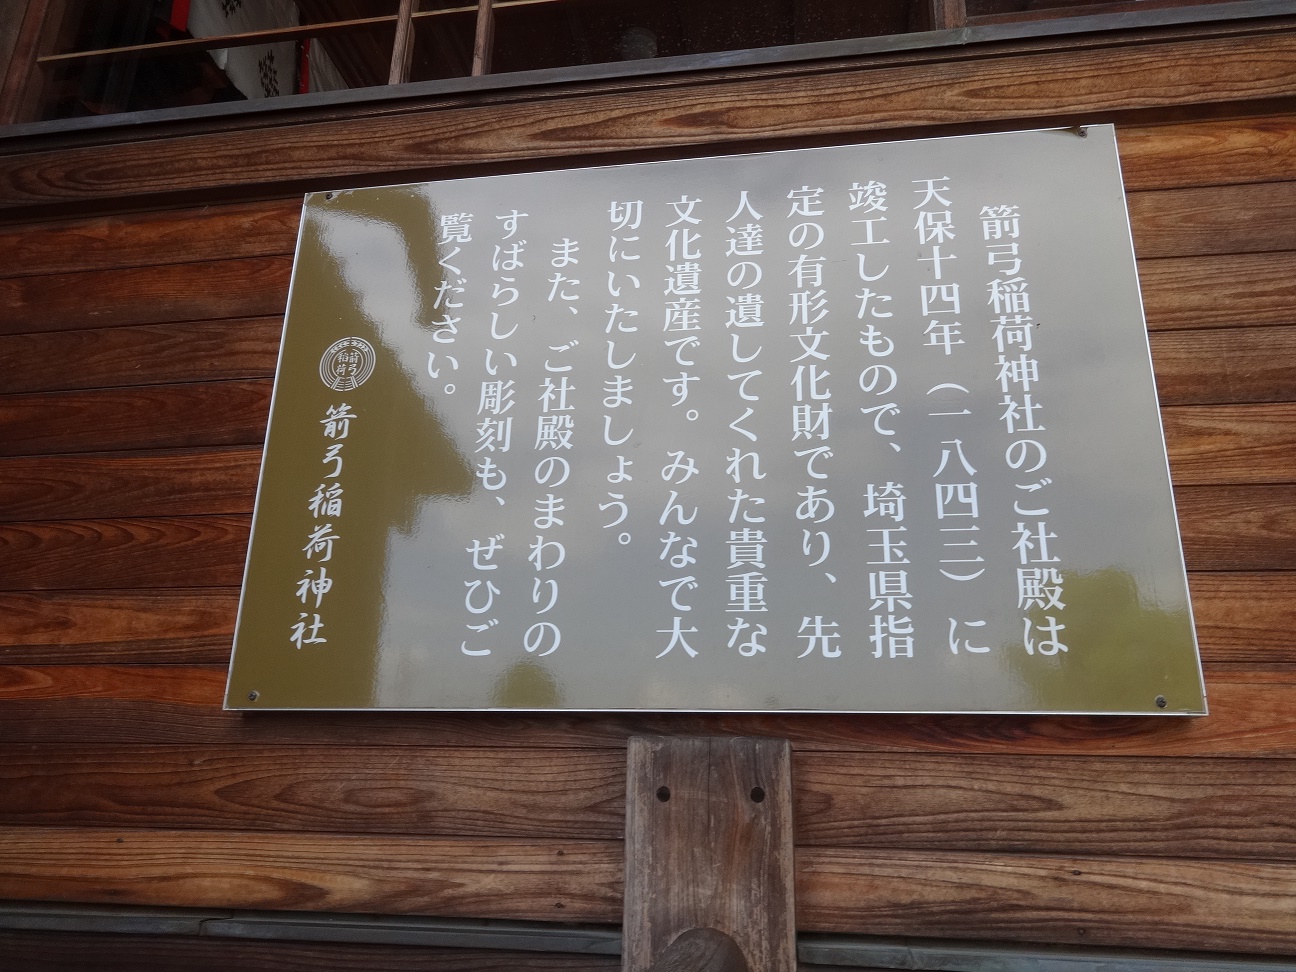 箭弓稲荷神社のご社殿は
天保十四年（一八四三）に
竣工したもので、埼玉県指
定の有形文化財であり、先
人達の遺してくれた貴重な
文化遺産です。みんなで大
切にいたしましょう。
また、ご社殿のまわりの
すばらしい彫刻も、ぜひご
覧ください。
箭弓
稲荷
箭弓稲荷神社